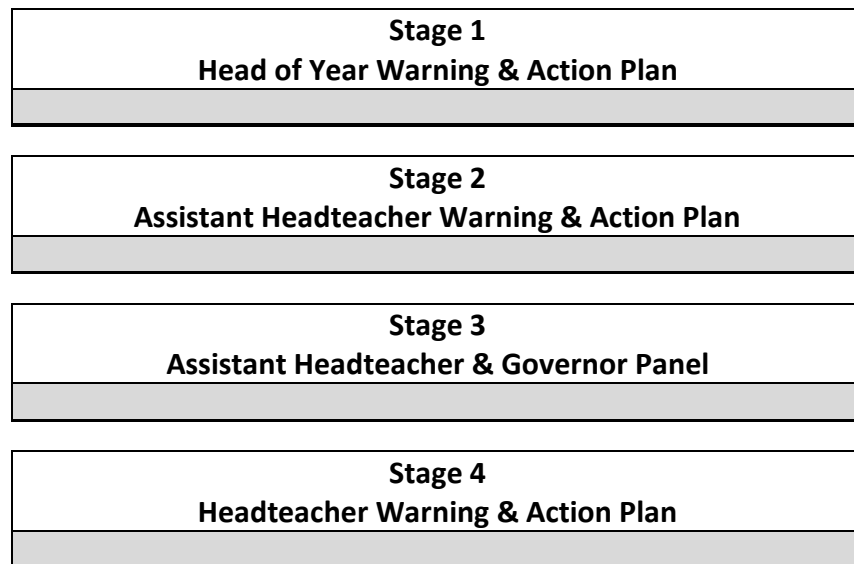 Stage 1
Head of Year Warning & Action Plan
Stage 2
Assistant Headteacher Warning & Action Plan
Stage 3
Assistant Headteacher & Governor Panel
Stage 4
Headteacher Warning & Action Plan